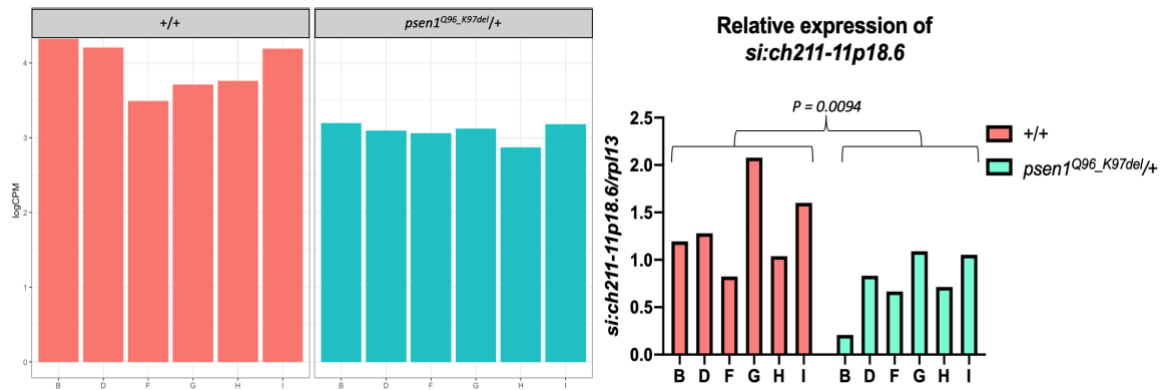 +/+
psen1Q96_K97del/+
logCPM
4
3
2
1
0
B D F G H I
B D F G H I
Relative expression of
si:ch211-11p18.6
P = 0.0094
si:ch211-11p18.6/rpl13
2.5
2.0
1.5
1.0
0.5
0.0
B D F G H I
B D F G H I
+/+
psen1Q96_K97del/+